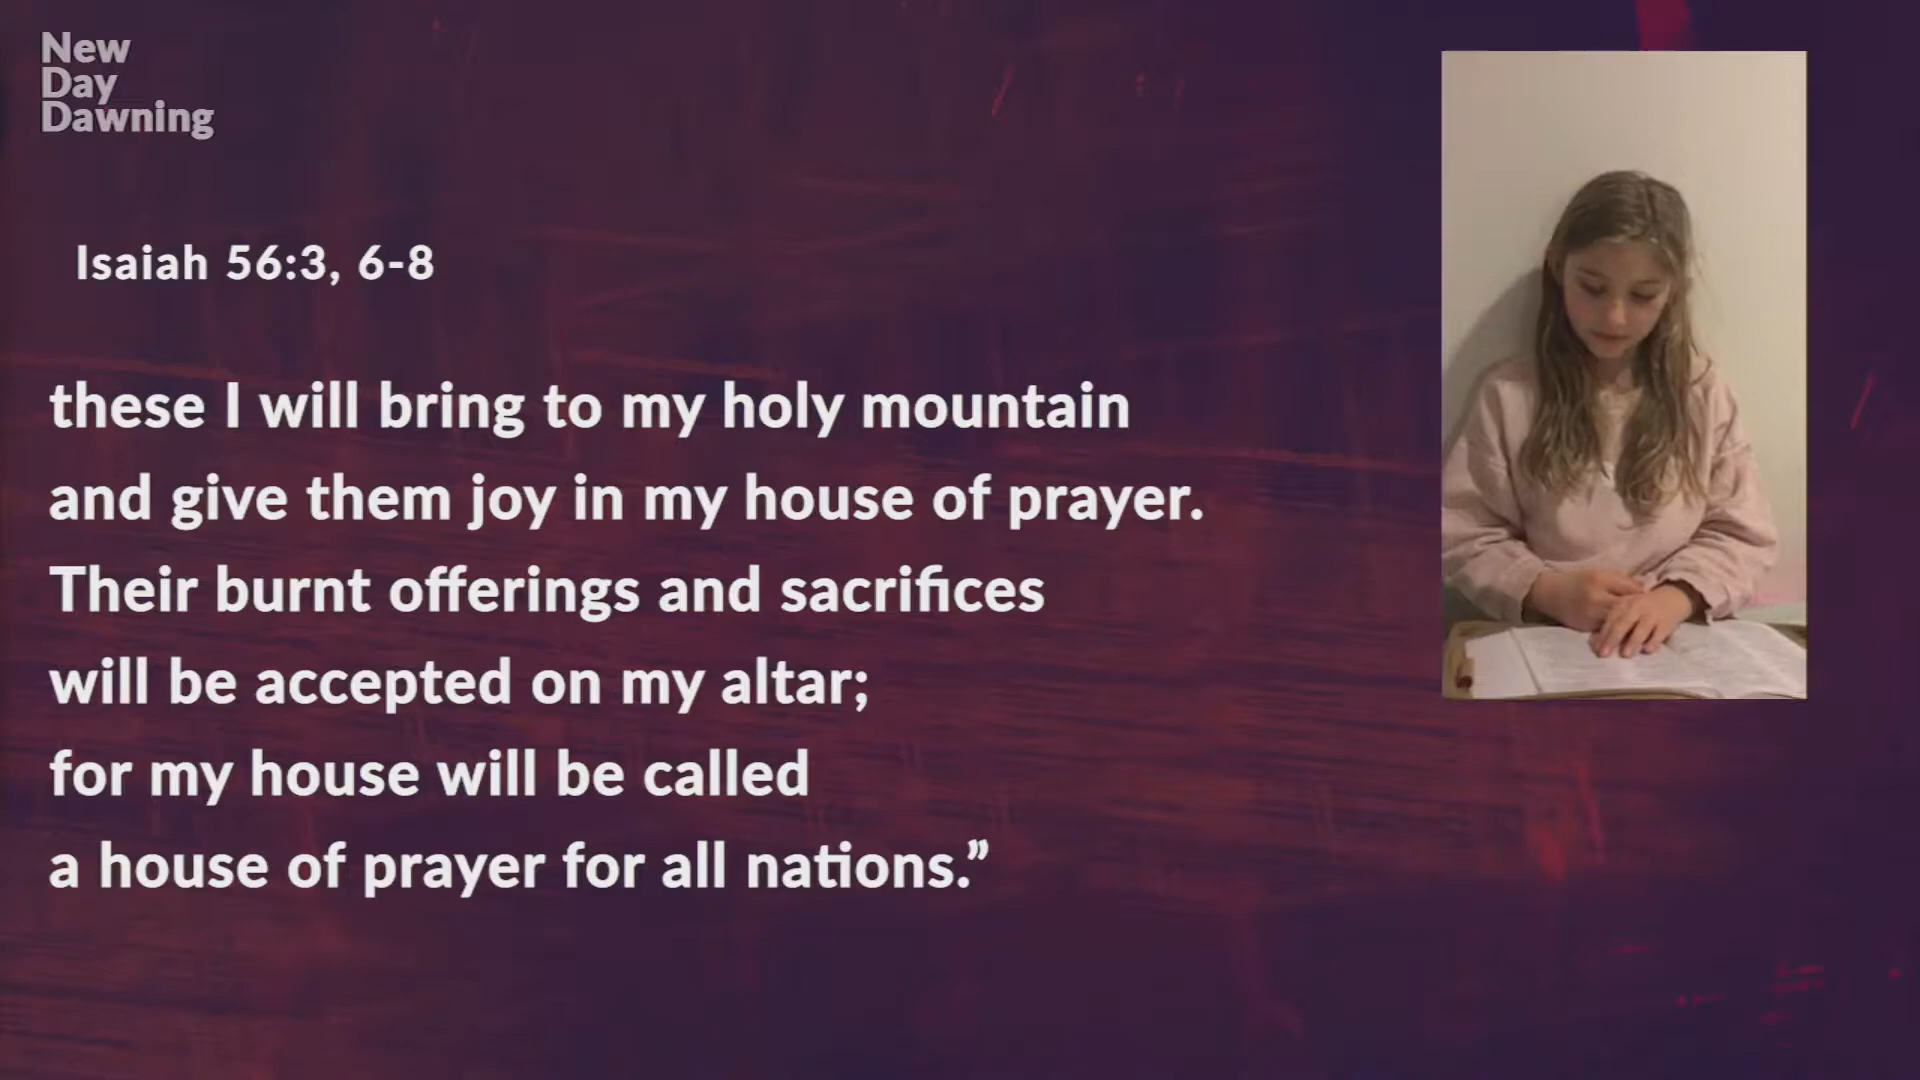 New
Day
Dawning
Isaiah 56:3, 6-8
these I will bring to my holy mountain
and give them joy in my house of prayer.
Their burnt offerings and sacrifices
will be accepted on my altar;
for my house will be called
a house of prayer for all nations.”